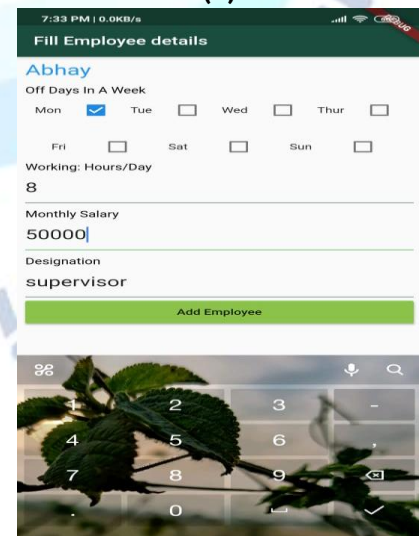 7:33 PM | 0.0KB/s
Fill Employee details
Abhay
Off Days In A Week
Mon Tue Wed Thur
Fri Sat Sun
Working: Hours/Day
8
Monthly Salary
50000
Designation
supervisor
Add Employee
1 2 3 -
4 5 6 ,
7 8 9
. 0